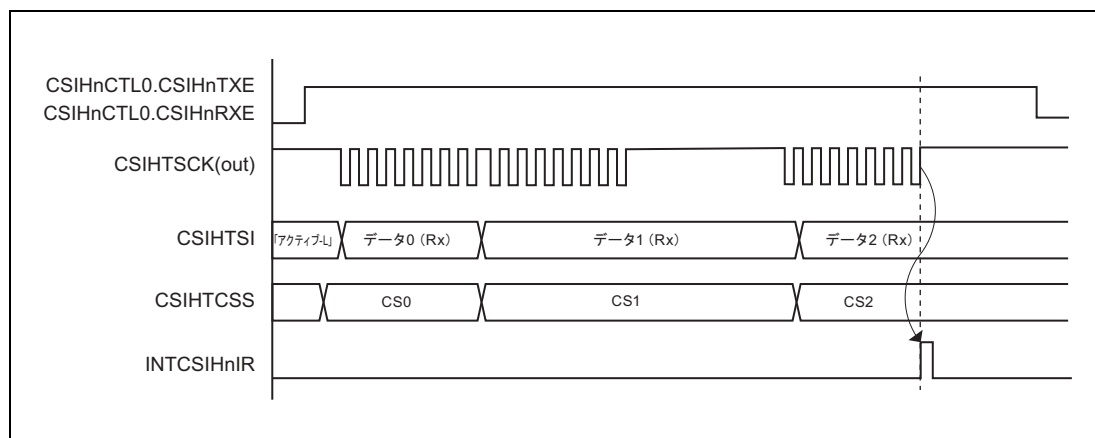 CSIHnCTL0.CSIHnTXE
CSIHnCTL0.CSIHnRXE
CSIHTSCK(out)
CSIHTSI
「アクティブ-L」
データ0 (Rx)
データ1 (Rx)
データ2 (Rx)
CSIHTCSS
CS0
CS1
CS2
INTCSIHnIR